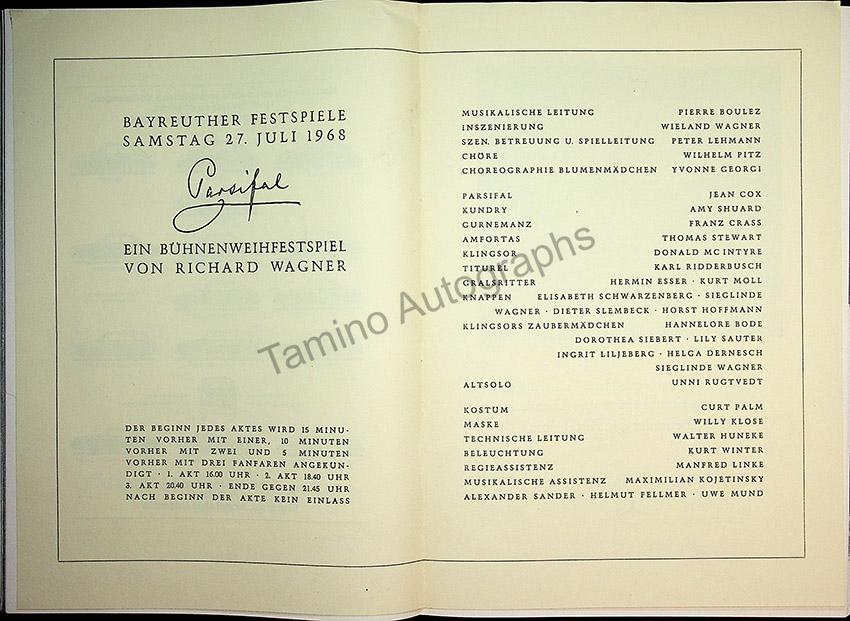 BAYREUTHER FESTSPIELE
SAMSTAG 27. JULI 1968
Parsifal
EIN BÜHNENWEIHFESTSPIEL
VON RICHARD WAGNER
DER BEGINN JEDES AKTES WIRD 15 MINU-
TEN VORHER MIT EINER, 10 MINUTEN
VORHER MIT ZWEI UND 5 MINUTEN
VORHER MIT DREI FANFAREN ANGEKÜN-
DIGT · 1. AKT 16.00 UHR · 2. AKT 18.40 UHR
3. AKT 20.40 UHR · ENDE GEGEN 21.45 UHR
NACH BEGINN DER AKTE KEIN EINLASS
MUSIKALISCHE LEITUNG PIERRE BOULEZ
INSZENIERUNG WIELAND WAGNER
SZEN. BETREUUNG U. SPIELLEITUNG PETER LEHMANN
CHÖRE WILHELM PITZ
CHOREOGRAPHIE BLUMENMÄDCHEN YVONNE GEORGI
PARSIFAL JEAN COX
KUNDRY AMY SHUARD
GURNEMANZ FRANZ CRASS
AMFORTAS THOMAS STEWART
KLINGSOR DONALD MC INTYRE
TITUREL KARL RIDDERBUSCH
GRALSRITTER HERMIN ESSER · KURT MOLL
KNAPPEN ELISABETH SCHWARZENBERG · SIEGLINDE
WAGNER · DIETER SLEMBECK · HORST HOFFMANN
KLINGSORS ZAUBERMÄDCHEN HANNELORE BODE
DOROTHEA SIEBERT · LILY SAUTER
INGRIT LILJEBERG · HELGA DERNESCH
SIEGLINDE WAGNER
ALTSOLO UNNI RUGTVEDT
KOSTÜM CURT PALM
MASKE WILLY KLOSE
TECHNISCHE LEITUNG WALTER HUNEKE
BELEUCHTUNG KURT WINTER
REGIEASSISTENZ MANFRED LINKE
MUSIKALISCHE ASSISTENZ MAXIMILIAN KOJETINSKY
ALEXANDER SANDER · HELMUT FELLMER · UWE MUND
Tamino Autographs